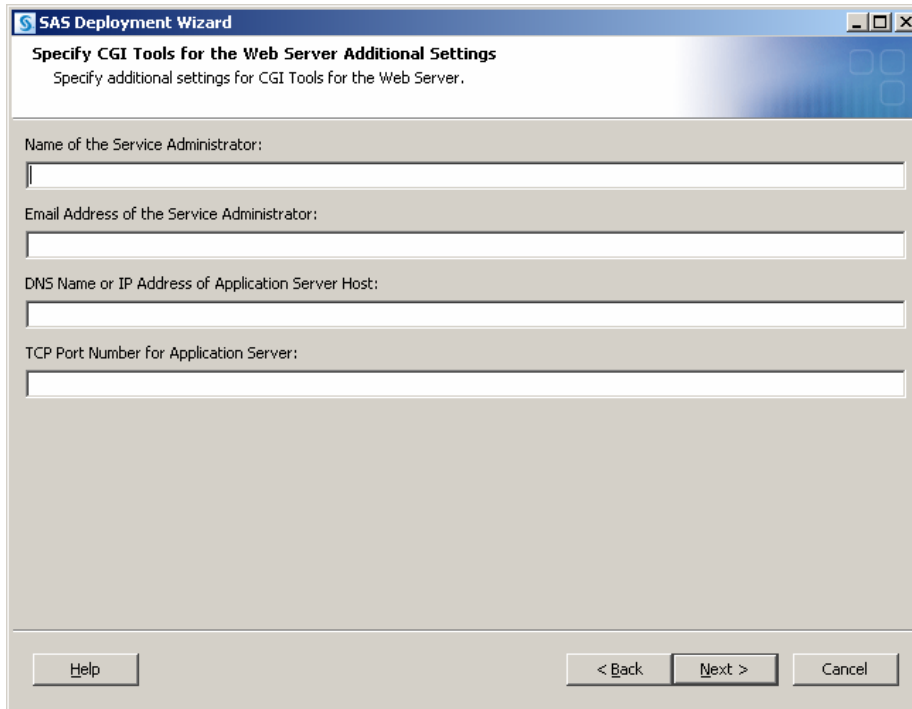 SAS Deployment Wizard
Specify CGI Tools for the Web Server Additional Settings
Specify additional settings for CGI Tools for the Web Server.
Name of the Service Administrator:
Email Address of the Service Administrator:
DNS Name or IP Address of Application Server Host:
TCP Port Number for Application Server:
Help < Back Next > Cancel